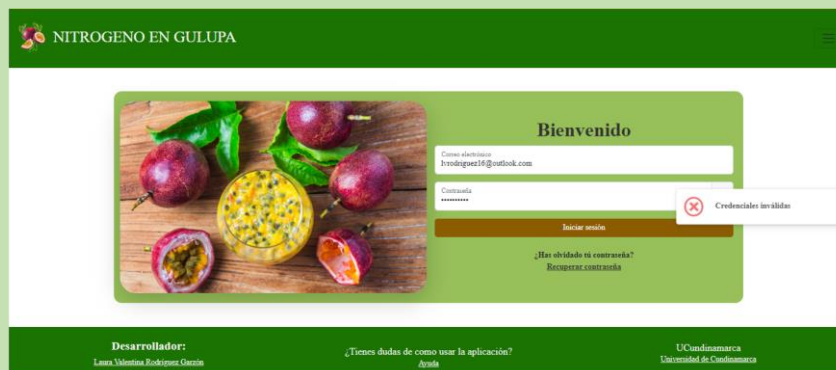 NITROGENO EN GULUPA
Bienvenido
Correo electrónico
lvrodriguez16@outlook.com
Contraseña
••••••••••
Credenciales inválidas
Iniciar sesión
¿Has olvidado tú contraseña?
Recuperar contraseña
Desarrollador:
Laura Valentina Rodríguez Garzón
¿Tienes dudas de como usar la aplicación?
Ayuda
UCundinamarca
Universidad de Cundinamarca